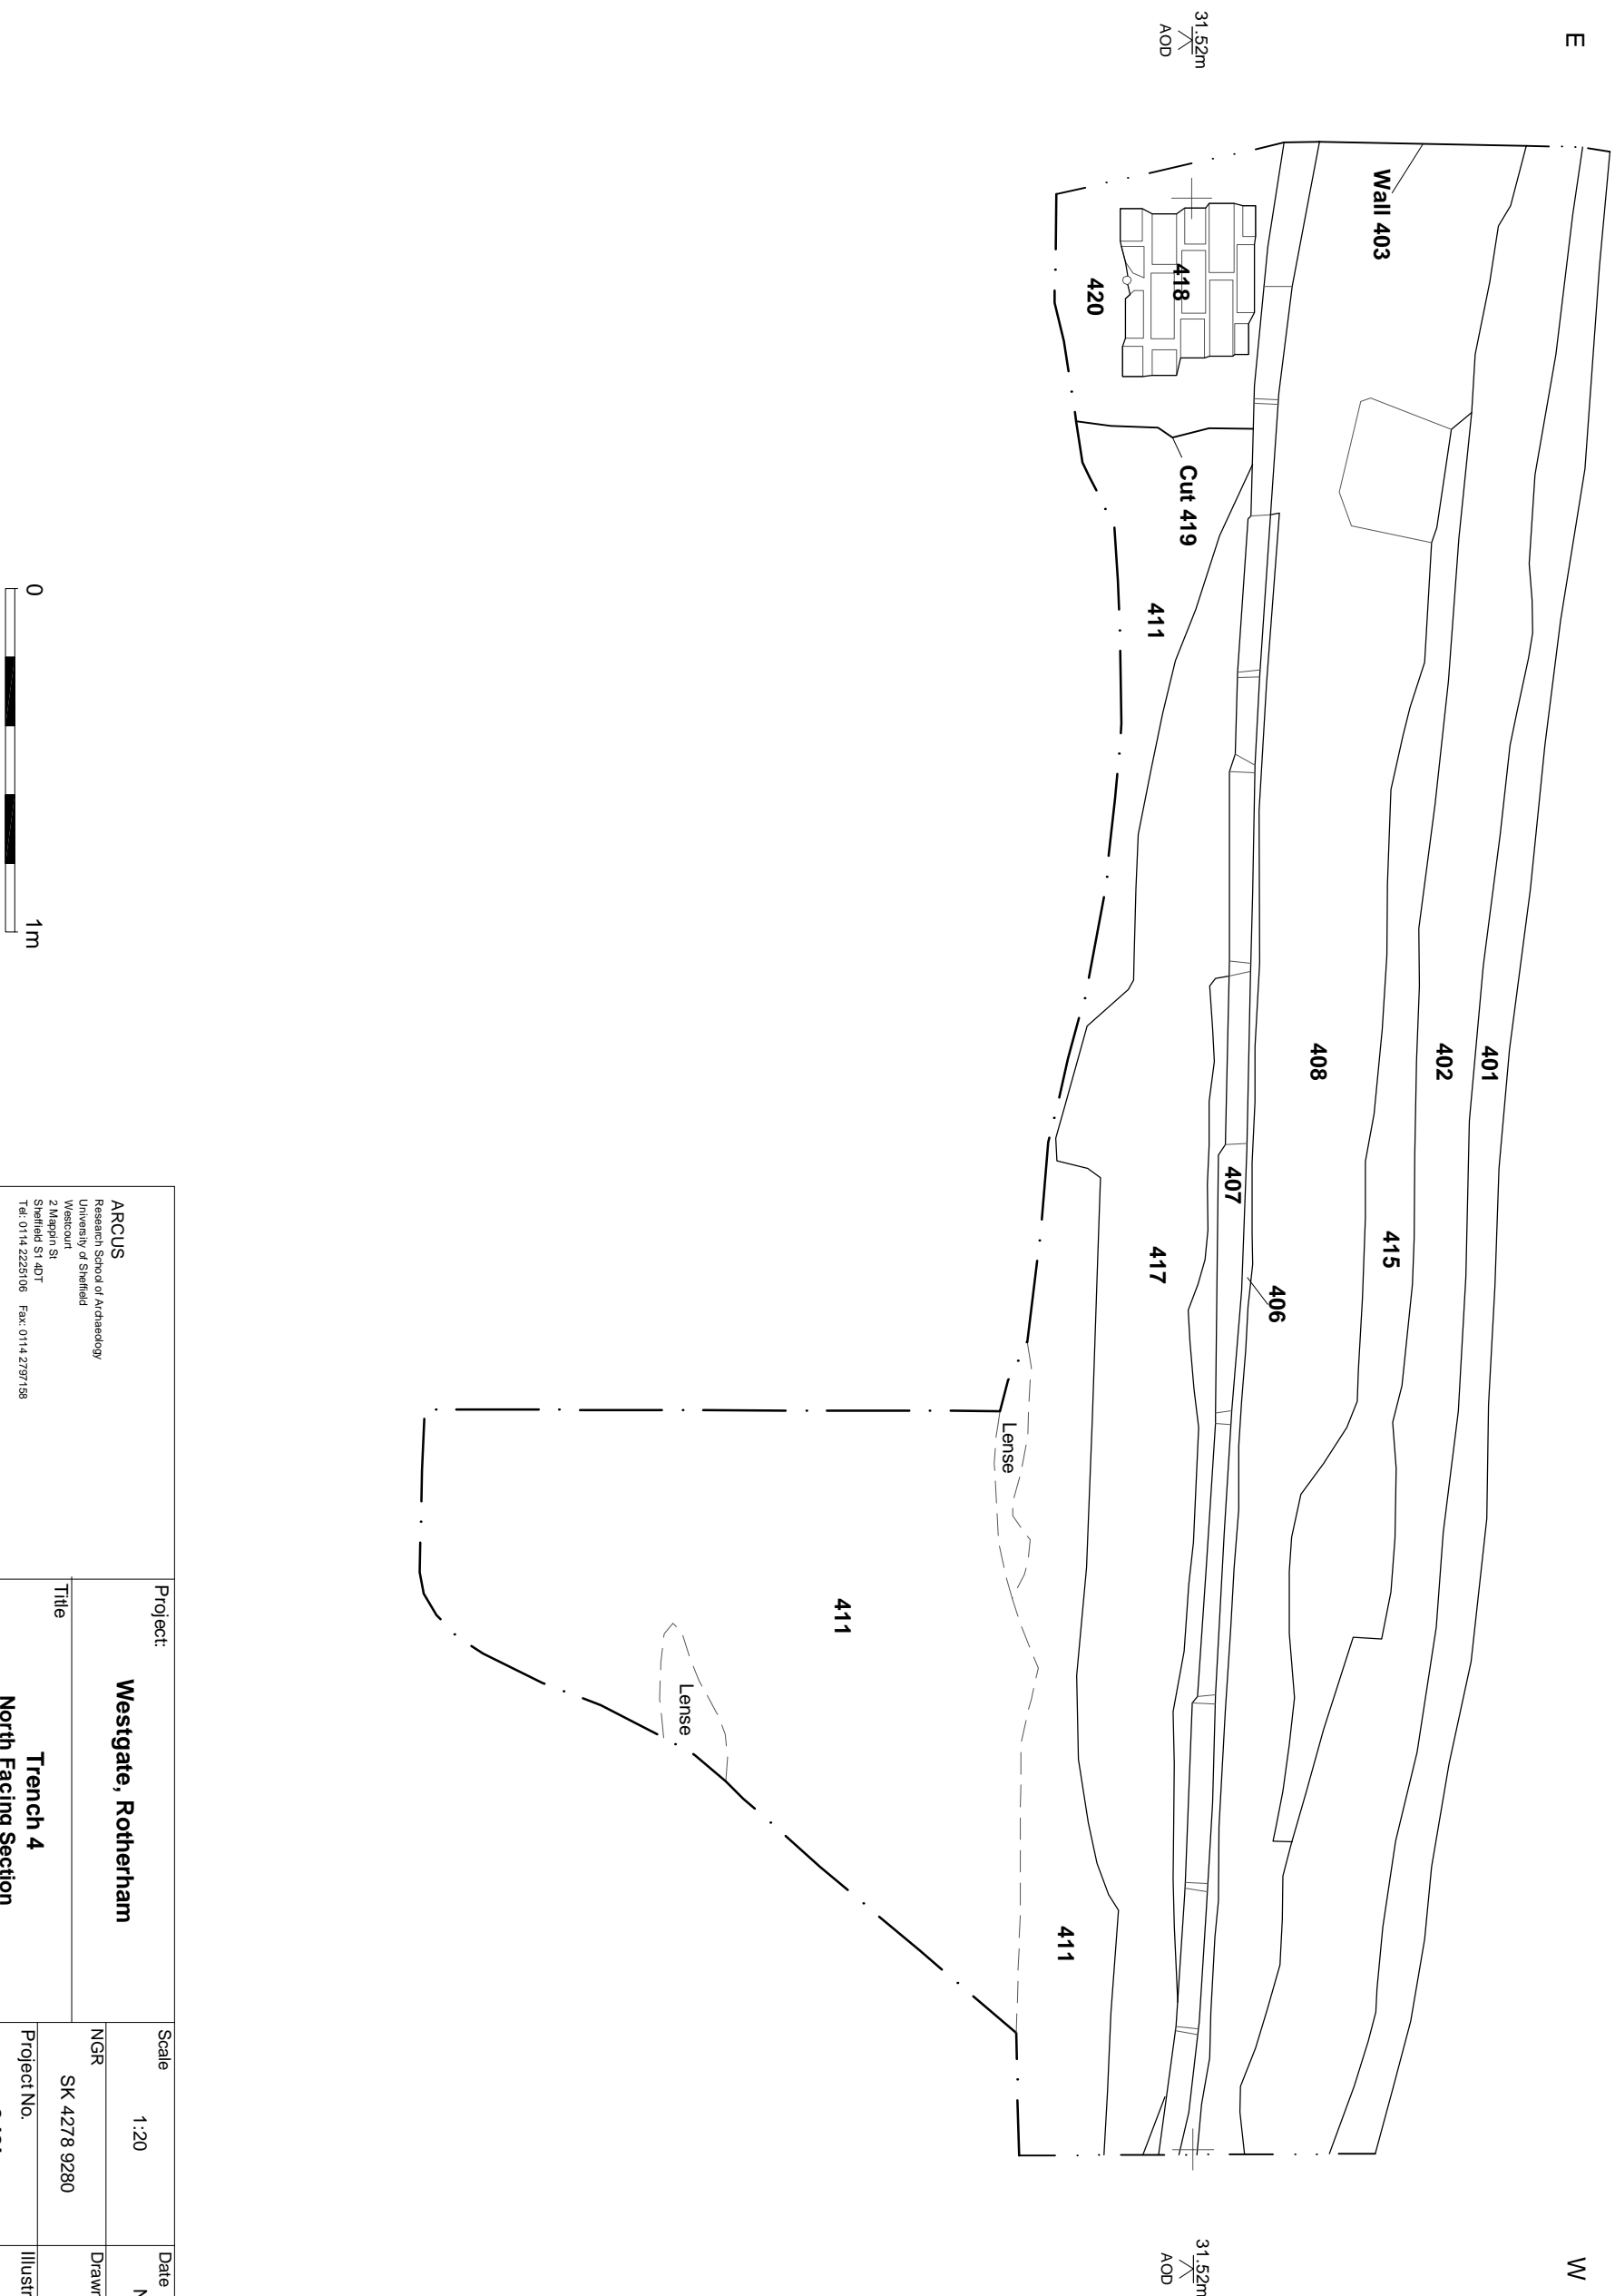 E
W
31.52m
AOD
31.52m
AOD
Wall 403
401
402
415
408
406
407
418
Cut 419
417
420
411
411
411
Lense
Lense
0
1m
ARCUS
Research School of Archaeology
University of Sheffield
Westcourt
2 Mappin St
Sheffield S1 4DT
Tel: 0114 2225106 Fax: 0114 2797158
Project:
Westgate, Rotherham
Title
Trench 4
North Facing Section
Scale
1:20
NGR
SK 4278 9280
Project No.
Date